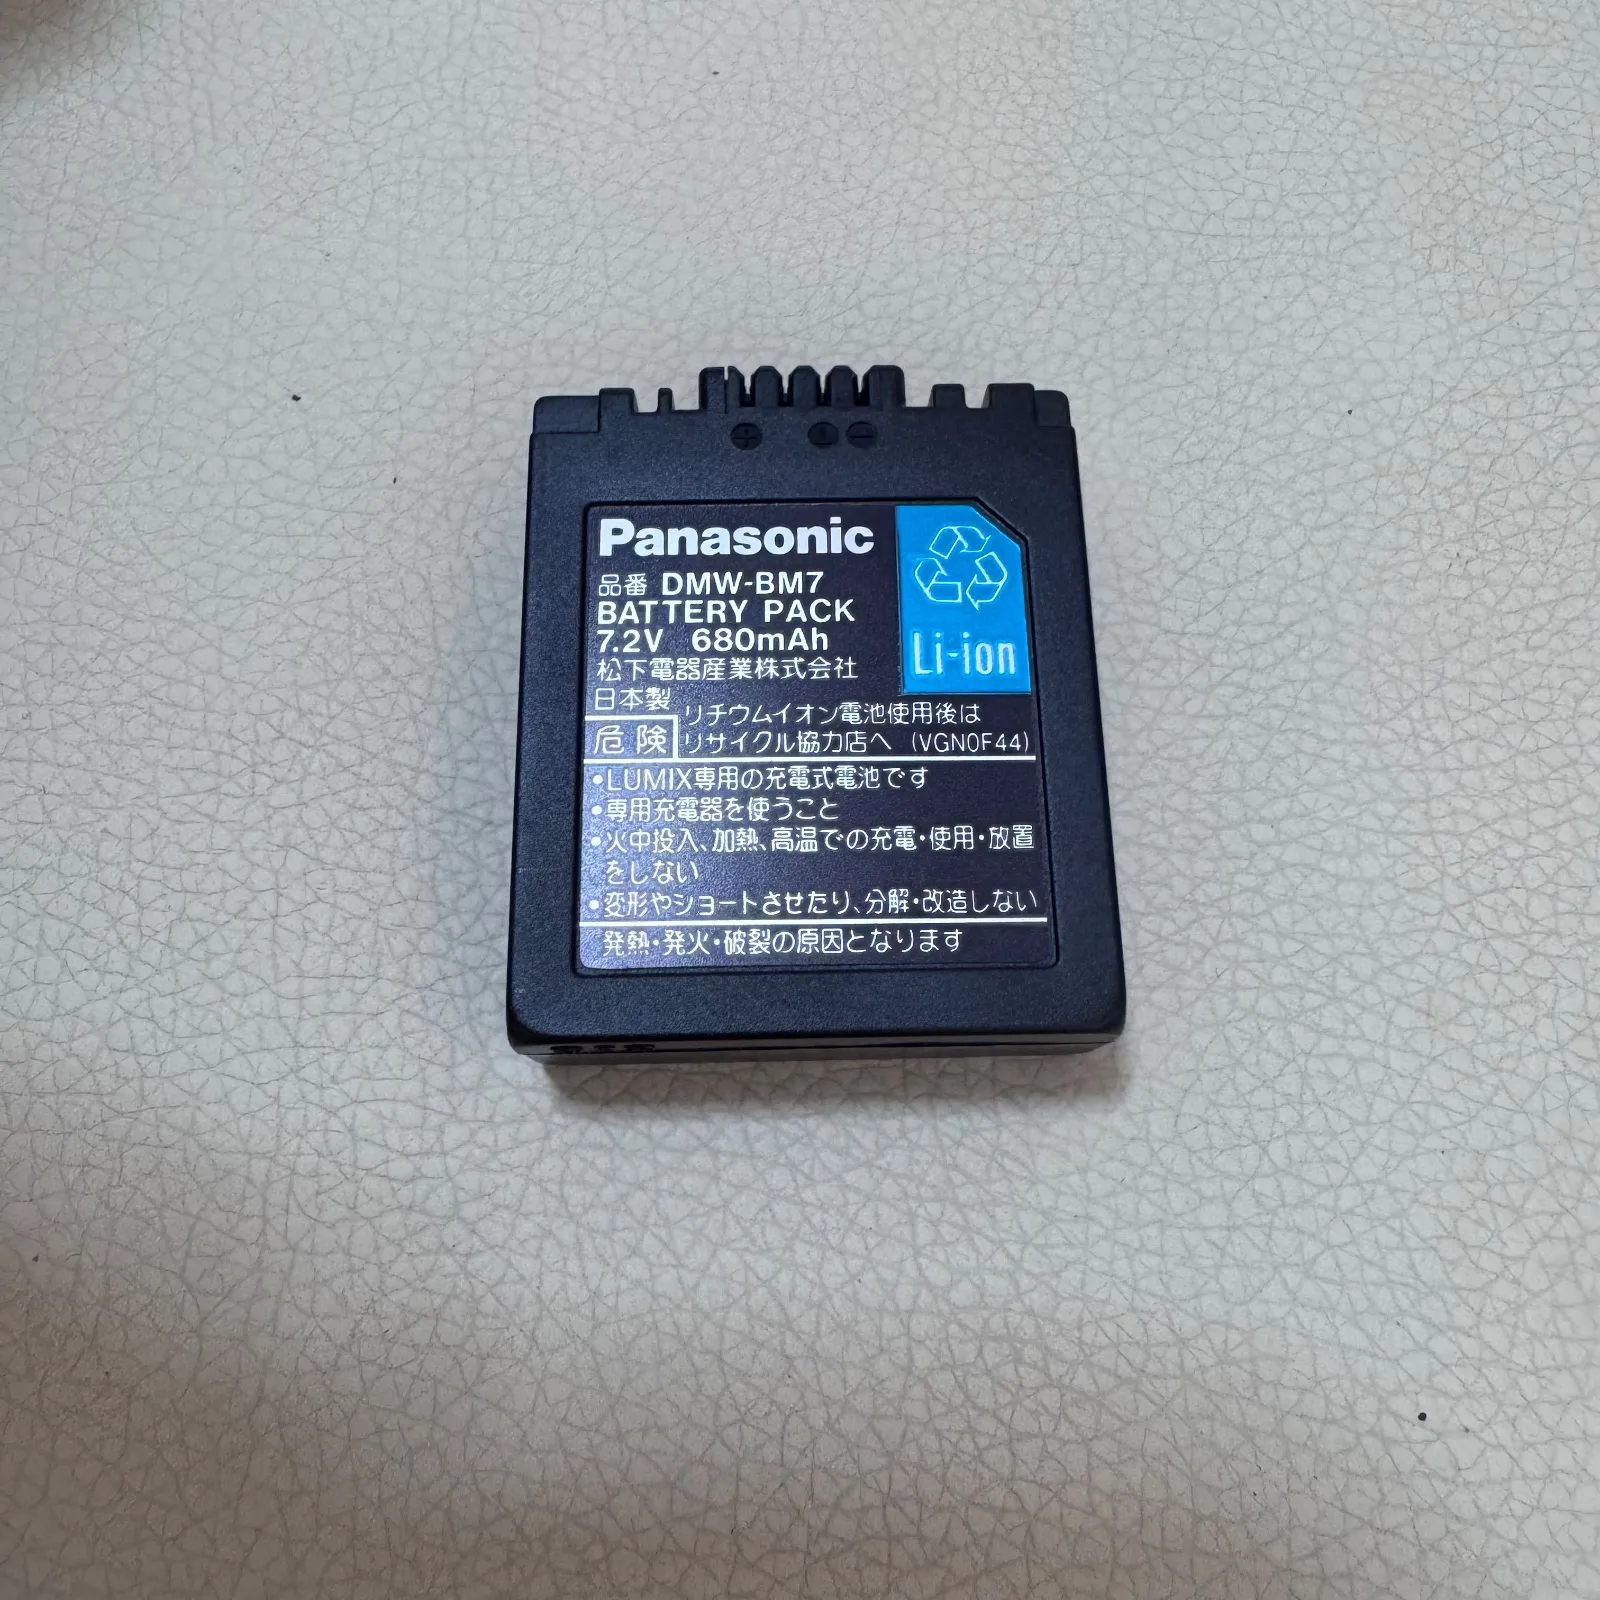 Panasonic
品番 DMW-BM7
BATTERY PACK
7.2V 680mAh
松下電器産業株式会社
日本製
Li-ion
危険
リチウムイオン電池使用後は
リサイクル協力店へ (VGN0F44)
•LUMIX専用の充電式電池です
•専用充電器を使うこと
•火中投入、加熱、高温での充電・使用・放置
をしない
•変形やショートさせたり、分解・改造しない
発熱・発火・破裂の原因となります